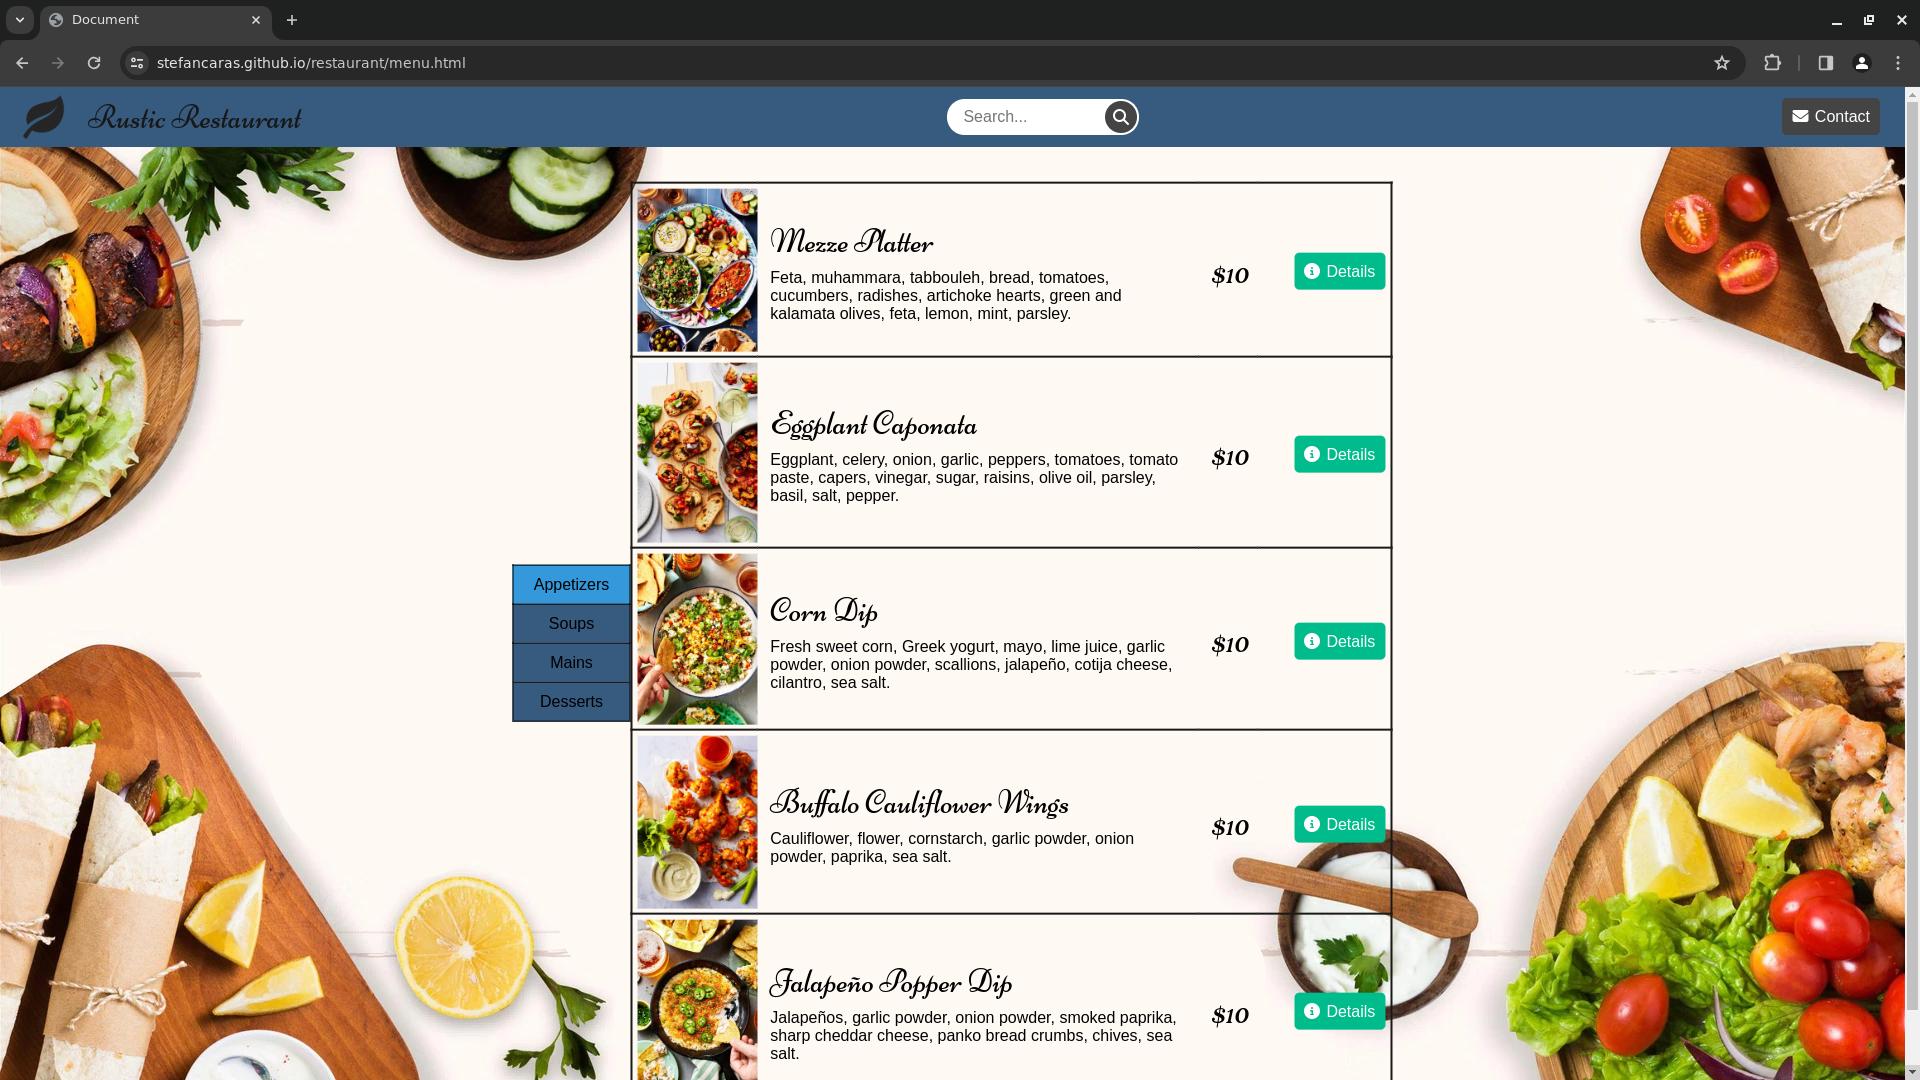 Document
stefancaras.github.io/restaurant/menu.html
Rustic Restaurant
Search...
Contact
Mezze Platter
Feta, muhammara, tabbouleh, bread, tomatoes,
cucumbers, radishes, artichoke hearts, green and
kalamata olives, feta, lemon, mint, parsley.
$10
Details
Eggplant Caponata
Eggplant, celery, onion, garlic, peppers, tomatoes, tomato
paste, capers, vinegar, sugar, raisins, olive oil, parsley,
basil, salt, pepper.
$10
Details
Appetizers
Soups
Mains
Desserts
Corn Dip
Fresh sweet corn, Greek yogurt, mayo, lime juice, garlic
powder, onion powder, scallions, jalapeño, cotija cheese,
cilantro, sea salt.
$10
Details
Buffalo Cauliflower Wings
Cauliflower, flower, cornstarch, garlic powder, onion
powder, paprika, sea salt.
$10
Details
Jalapeño Popper Dip
Jalapeños, garlic powder, onion powder, smoked paprika,
sharp cheddar cheese, panko bread crumbs, chives, sea
salt.
$10
Details